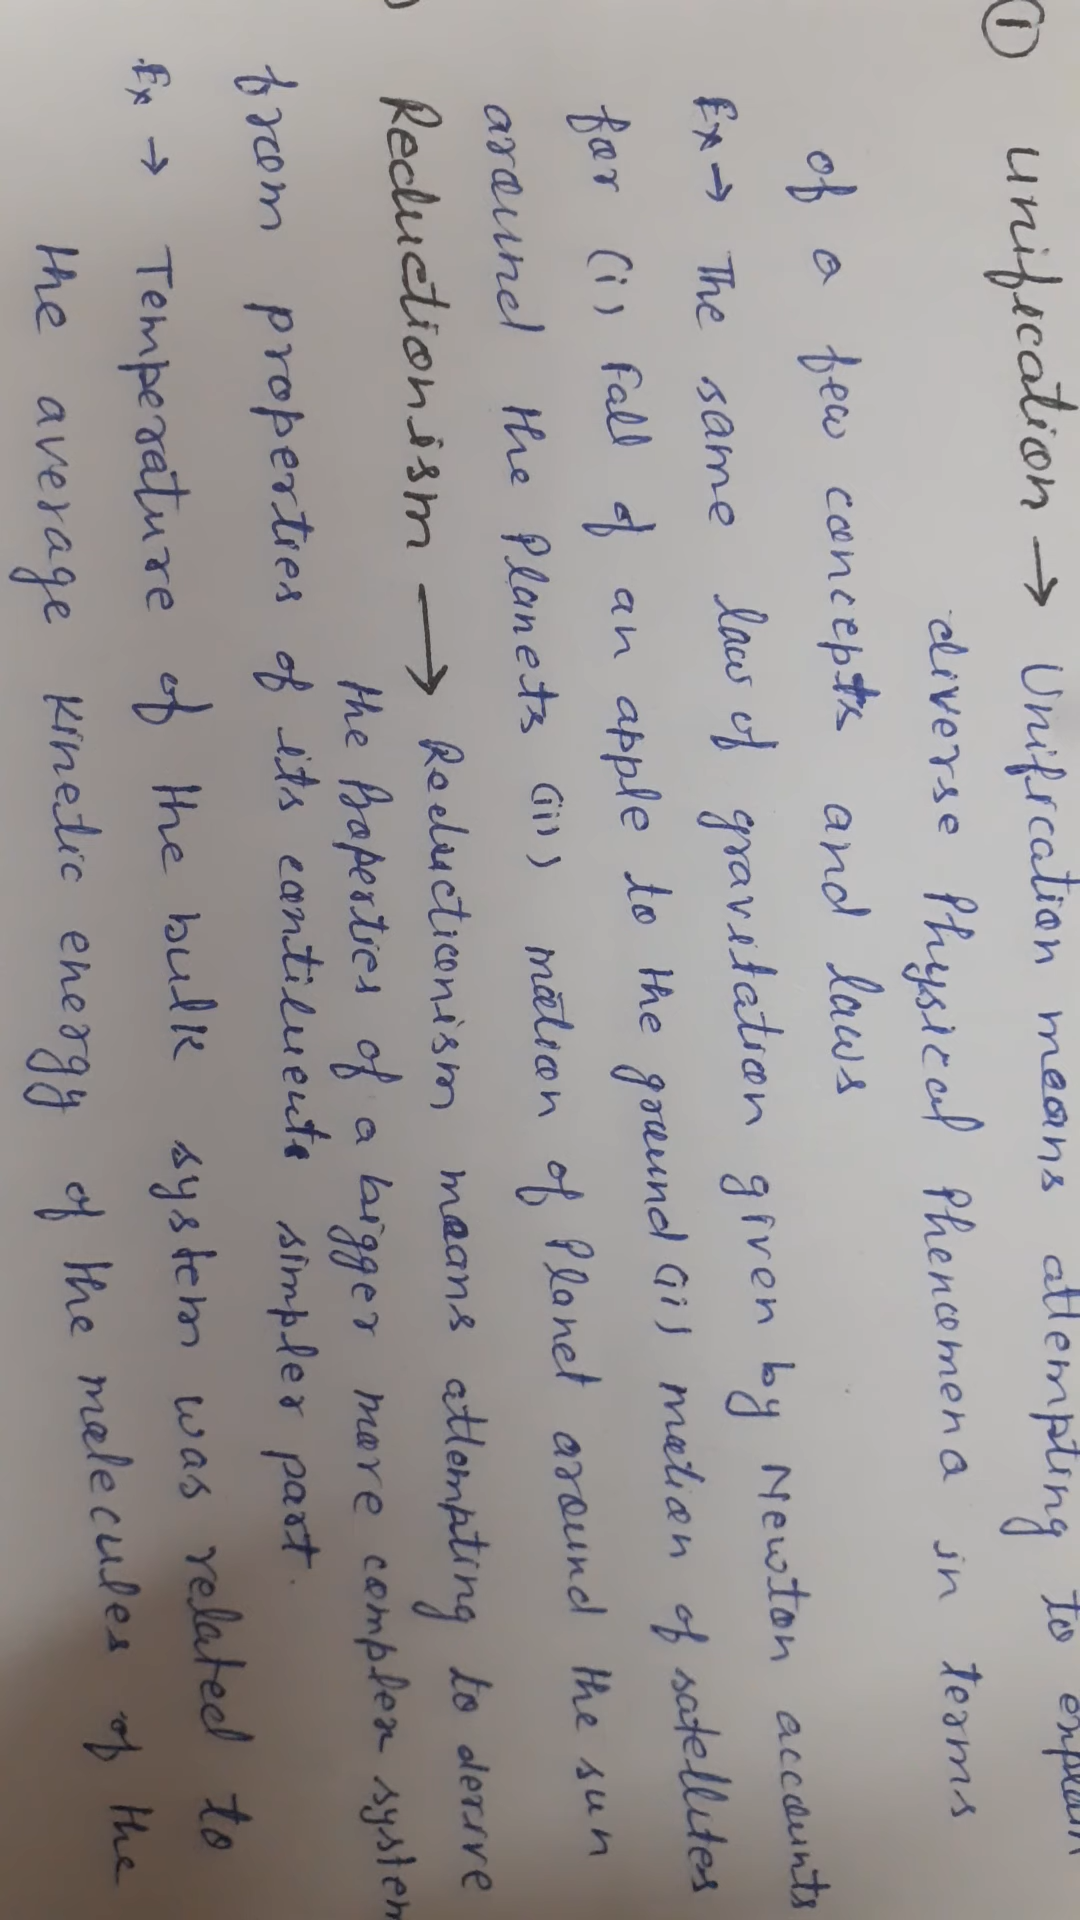 ① Unification → Unification means attempting to explain
diverse Physical Phenomena in terms
of a few concepts and laws
Ex → The same law of gravitation given by Newton accounts
for (i) Fall of an apple to the ground (ii) motion of satellites
around the Planets (iii) motion of Planet around the sun
Reductionism → Reductionism means attempting to derive
the Boperties of a bigger more complex system
from properties of its contiluents simpler part.
Ex → Temperature of the bulk system was related to
the average kinetic energy of the molecules of the